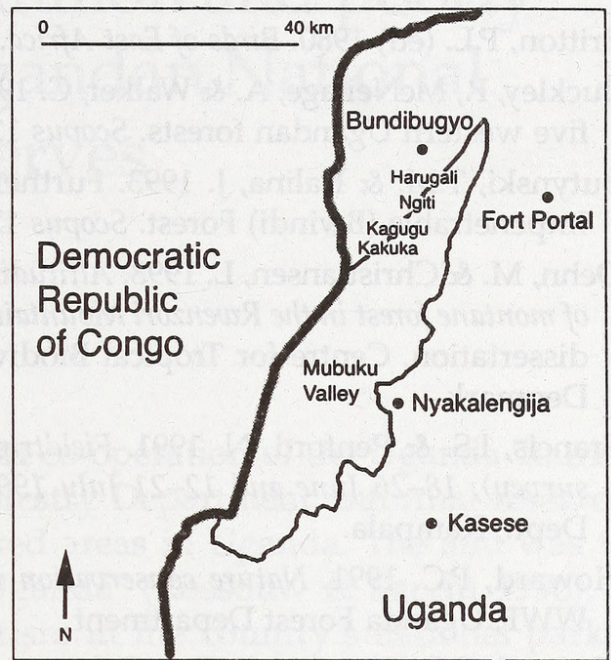 0 40 km
Bundibugyo
Harugali
Ngiti
Fort Portal
Kagugu
Kakuka
Democratic
Republic
of Congo
Mubuku
Valley
Nyakalengija
Kasese
N
Uganda